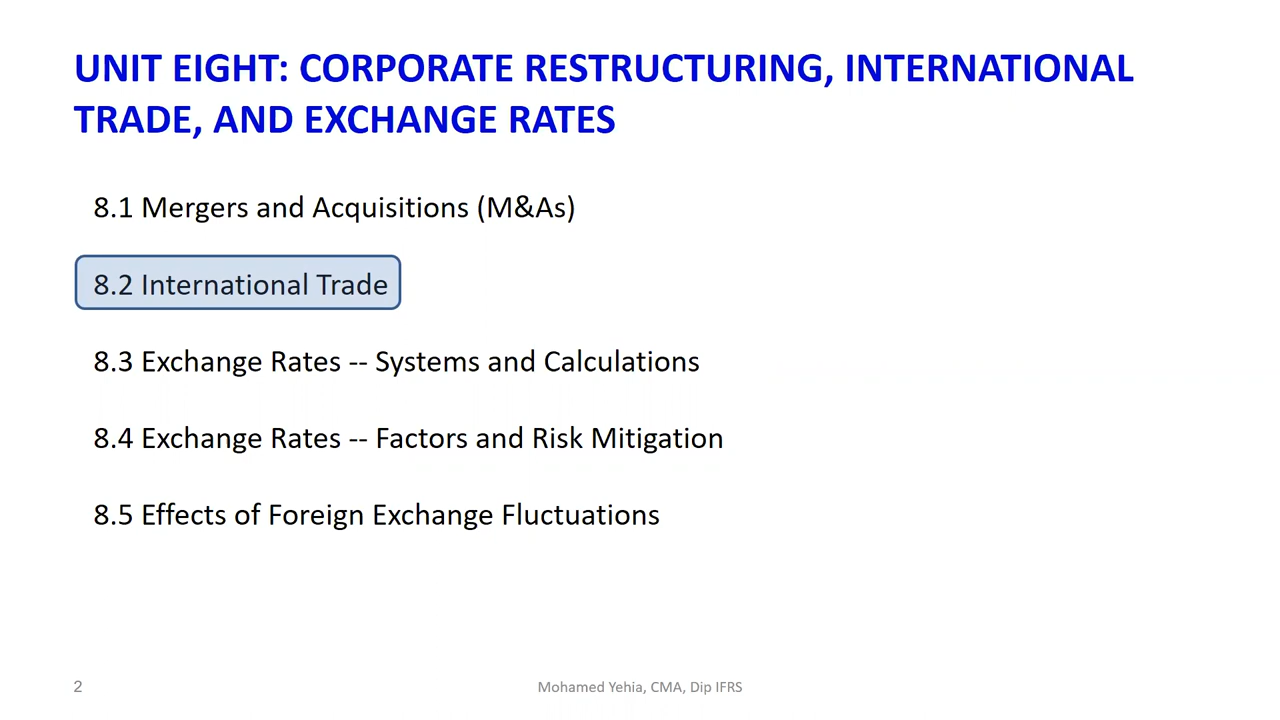 UNIT EIGHT: CORPORATE RESTRUCTURING, INTERNATIONAL
TRADE, AND EXCHANGE RATES
8.1 Mergers and Acquisitions (M&As)
8.2 International Trade
8.3 Exchange Rates -- Systems and Calculations
8.4 Exchange Rates -- Factors and Risk Mitigation
8.5 Effects of Foreign Exchange Fluctuations
2
Mohamed Yehia, CMA, Dip IFRS